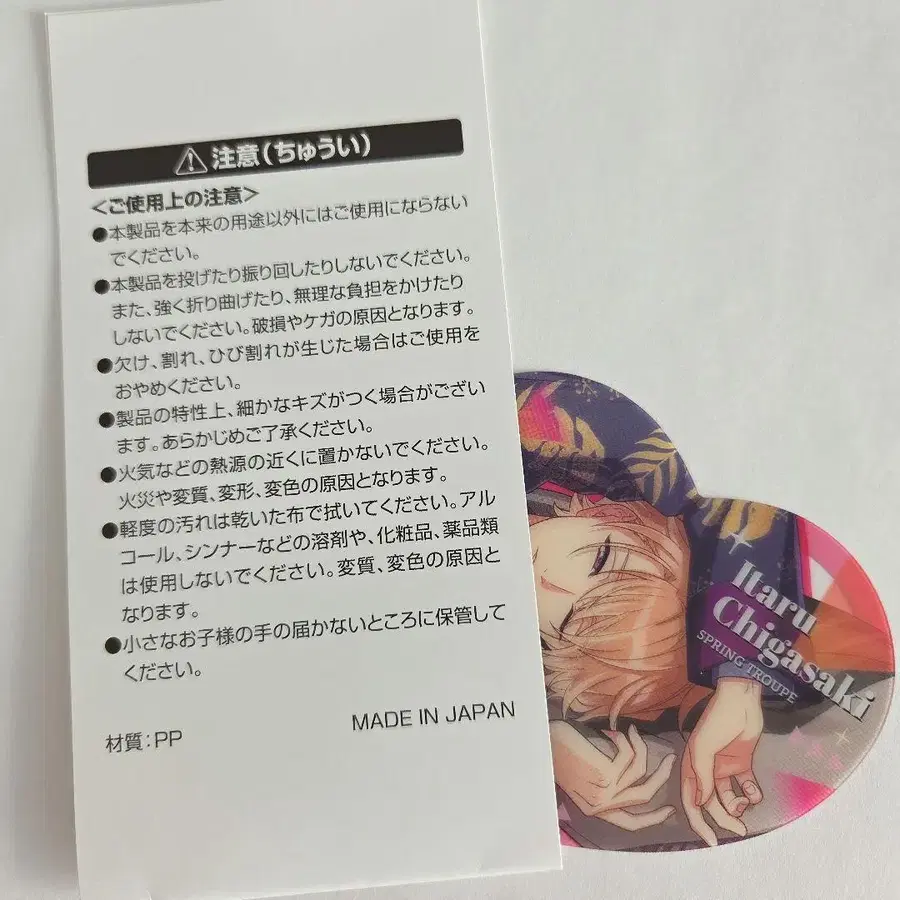 注意(ちゅうい)
<ご使用上の注意>
●本製品を本来の用途以外にはご使用にならない
でください。
●本製品を投げたり振り回したりしないでください。
また、強く折り曲げたり、無理な負担をかけたり
しないでください。破損やケガの原因となります。
●欠け、割れ、ひび割れが生じた場合はご使用を
おやめください。
●製品の特性上、細かなキズがつく場合がござい
ます。あらかじめご了承ください。
●火気などの熱源の近くに置かないでください。
火災や変質、変形、変色の原因となります。
●軽度の汚れは乾いた布で拭いてください。アル
コール、シンナーなどの溶剤や、化粧品、薬品類
は使用しないでください。変質、変色の原因と
なります。
●小さなお子様の手の届かないところに保管して
ください。
材質:PP
MADE IN JAPAN
Itaru
Chigasaki
SPRING TROUPE